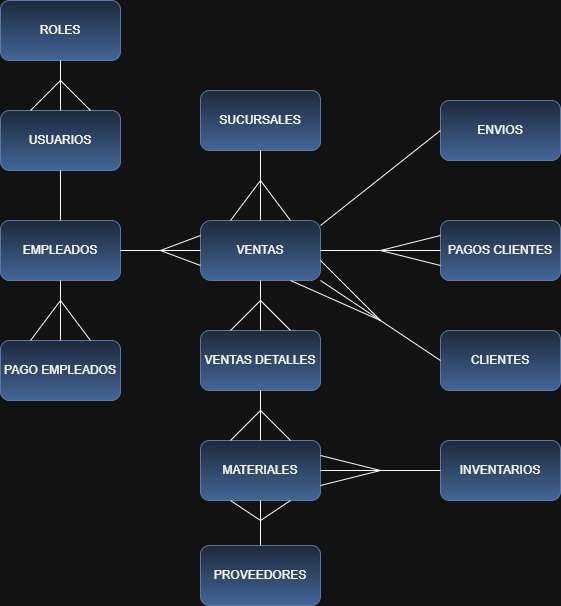 ROLES
SUCURSALES
ENVIOS
USUARIOS
EMPLEADOS
VENTAS
PAGOS CLIENTES
PAGO EMPLEADOS
VENTAS DETALLES
CLIENTES
MATERIALES
INVENTARIOS
PROVEEDORES